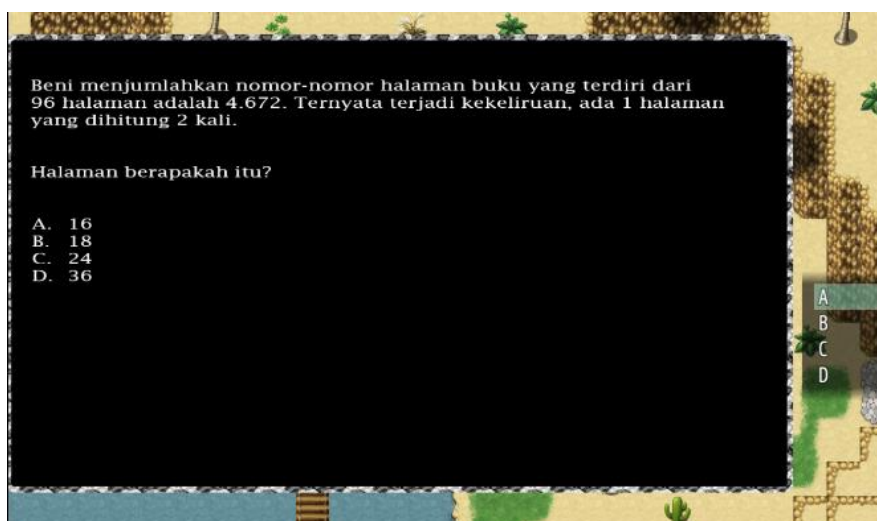 Beni menjumlahkan nomor-nomor halaman buku yang terdiri dari
96 halaman adalah 4.672. Ternyata terjadi kekeliruan, ada 1 halaman
yang dihitung 2 kali.
Halaman berapakah itu?
A. 16
B. 18
C. 24
D. 36
A
B
C
D